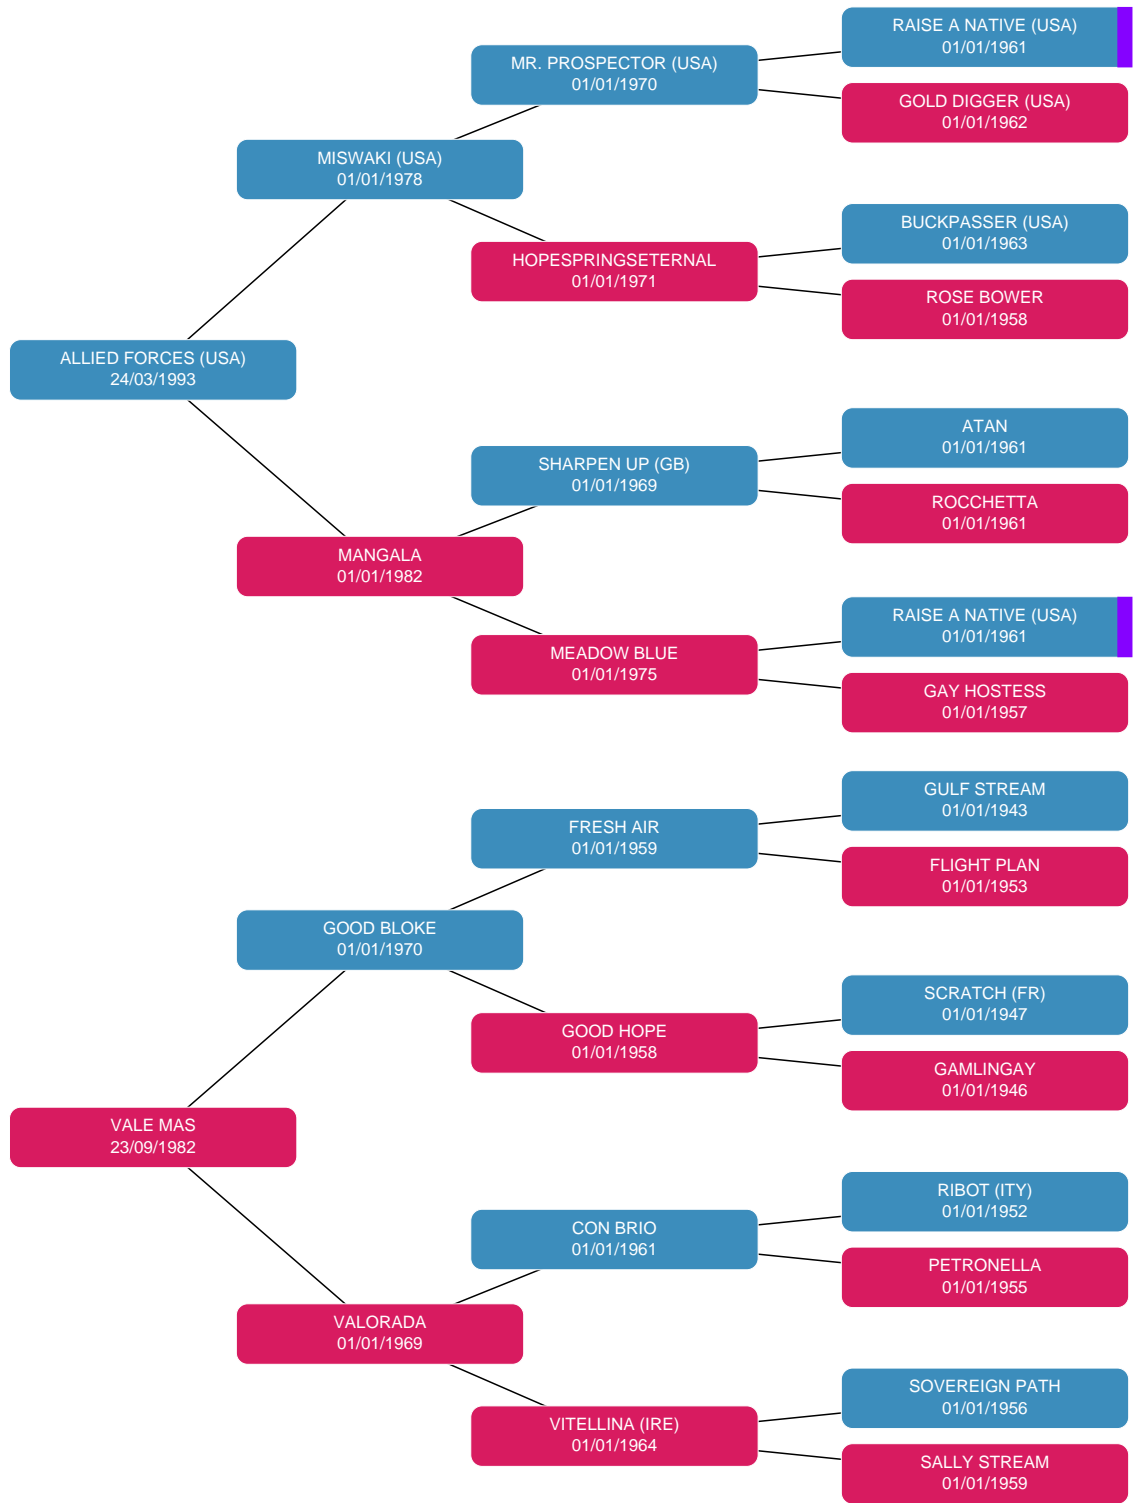 RAISE A NATIVE (USA)
01/01/1961
MR. PROSPECTOR (USA)
01/01/1970
GOLD DIGGER (USA)
01/01/1962
MISWAKI (USA)
01/01/1978
BUCKPASSER (USA)
01/01/1963
HOPESPRINGSETERNAL
01/01/1971
ROSE BOWER
01/01/1958
ALLIED FORCES (USA)
24/03/1993
ATAN
01/01/1961
SHARPEN UP (GB)
01/01/1969
ROCCHETTA
01/01/1961
MANGALA
01/01/1982
RAISE A NATIVE (USA)
01/01/1961
MEADOW BLUE
01/01/1975
GAY HOSTESS
01/01/1957
GULF STREAM
01/01/1943
FRESH AIR
01/01/1959
FLIGHT PLAN
01/01/1953
GOOD BLOKE
01/01/1970
SCRATCH (FR)
01/01/1947
GOOD HOPE
01/01/1958
GAMLINGAY
01/01/1946
VALE MAS
23/09/1982
RIBOT (ITY)
01/01/1952
CON BRIO
01/01/1961
PETRONELLA
01/01/1955
VALORADA
01/01/1969
SOVEREIGN PATH
01/01/1956
VITELLINA (IRE)
01/01/1964
SALLY STREAM
01/01/1959